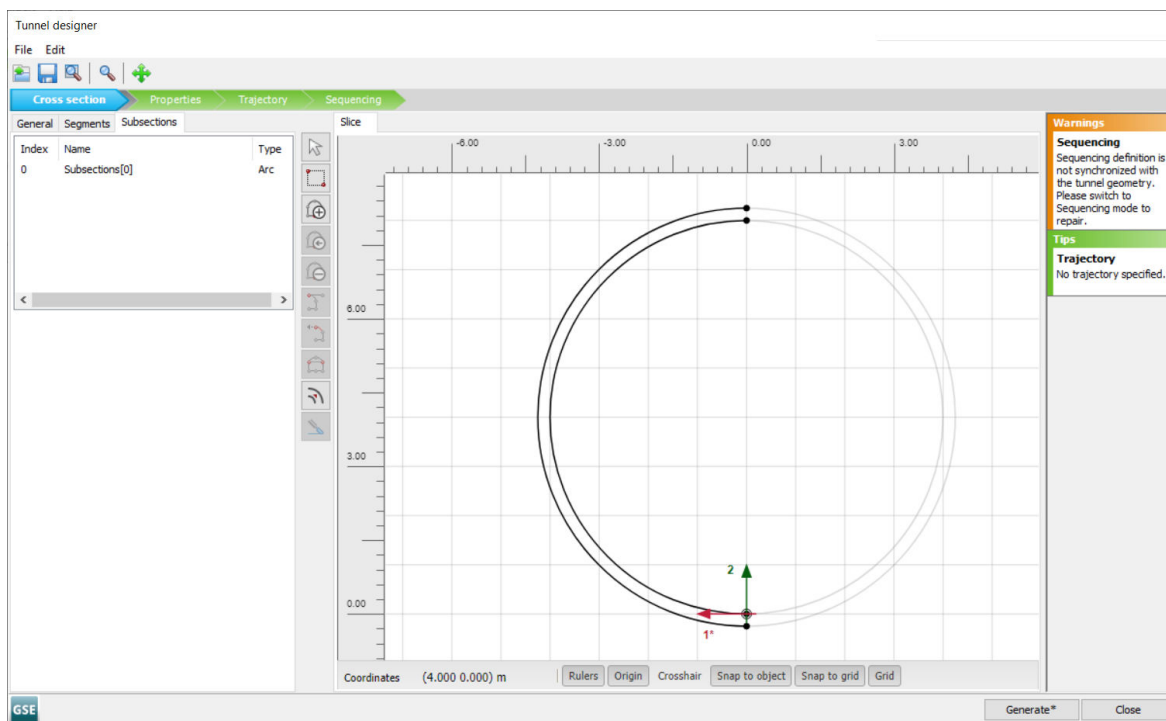 Tunnel designer
File Edit
Cross section Properties Trajectory Sequencing
General Segments Subsections
Slice
Index Name Type
0 Subsections[0] Arc
-6.00 -3.00 0.00 3.00
6.00
3.00
0.00
2
1*
Warnings
Sequencing
Sequencing definition is
not synchronized with
the tunnel geometry.
Please switch to
Sequencing mode to
repair.
Tips
Trajectory
No trajectory specified.
Coordinates (4.000 0.000) m Rulers Origin Crosshair Snap to object Snap to grid Grid
GSE Generate* Close